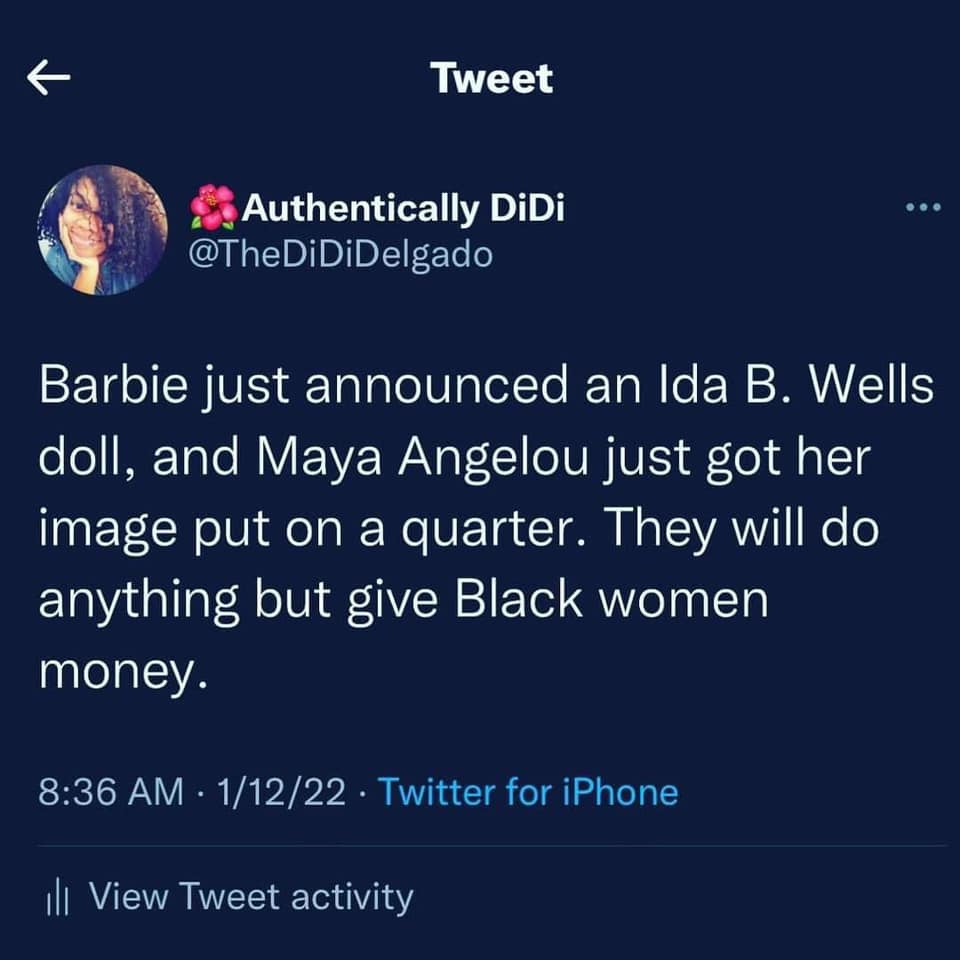 Tweet
🌺Authentically DiDi
@TheDiDiDelgado
Barbie just announced an Ida B. Wells
doll, and Maya Angelou just got her
image put on a quarter. They will do
anything but give Black women
money.
8:36 AM · 1/12/22 · Twitter for iPhone
View Tweet activity